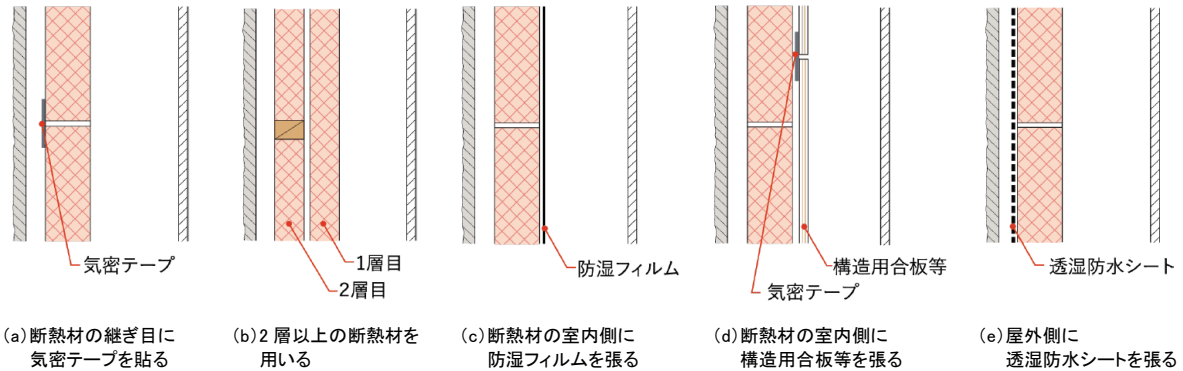 気密テープ
1層目
2層目
防湿フィルム
構造用合板等
気密テープ
透湿防水シート
(a)断熱材の継ぎ目に
気密テープを貼る
(b)2層以上の断熱材を
用いる
(c)断熱材の室内側に
防湿フィルムを張る
(d)断熱材の室内側に
構造用合板等を張る
(e)屋外側に
透湿防水シートを張る